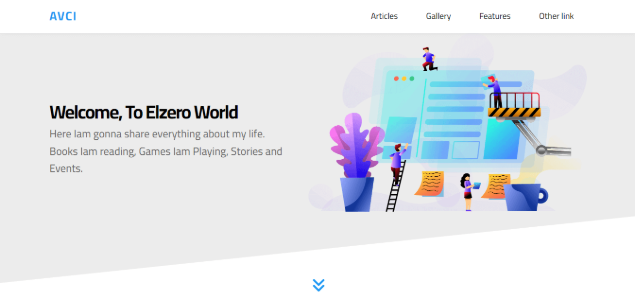 AVCI
Articles Gallery Features Other link
Welcome, To Elzero World
Here Iam gonna share everything about my life.
Books Iam reading, Games Iam Playing, Stories and
Events.